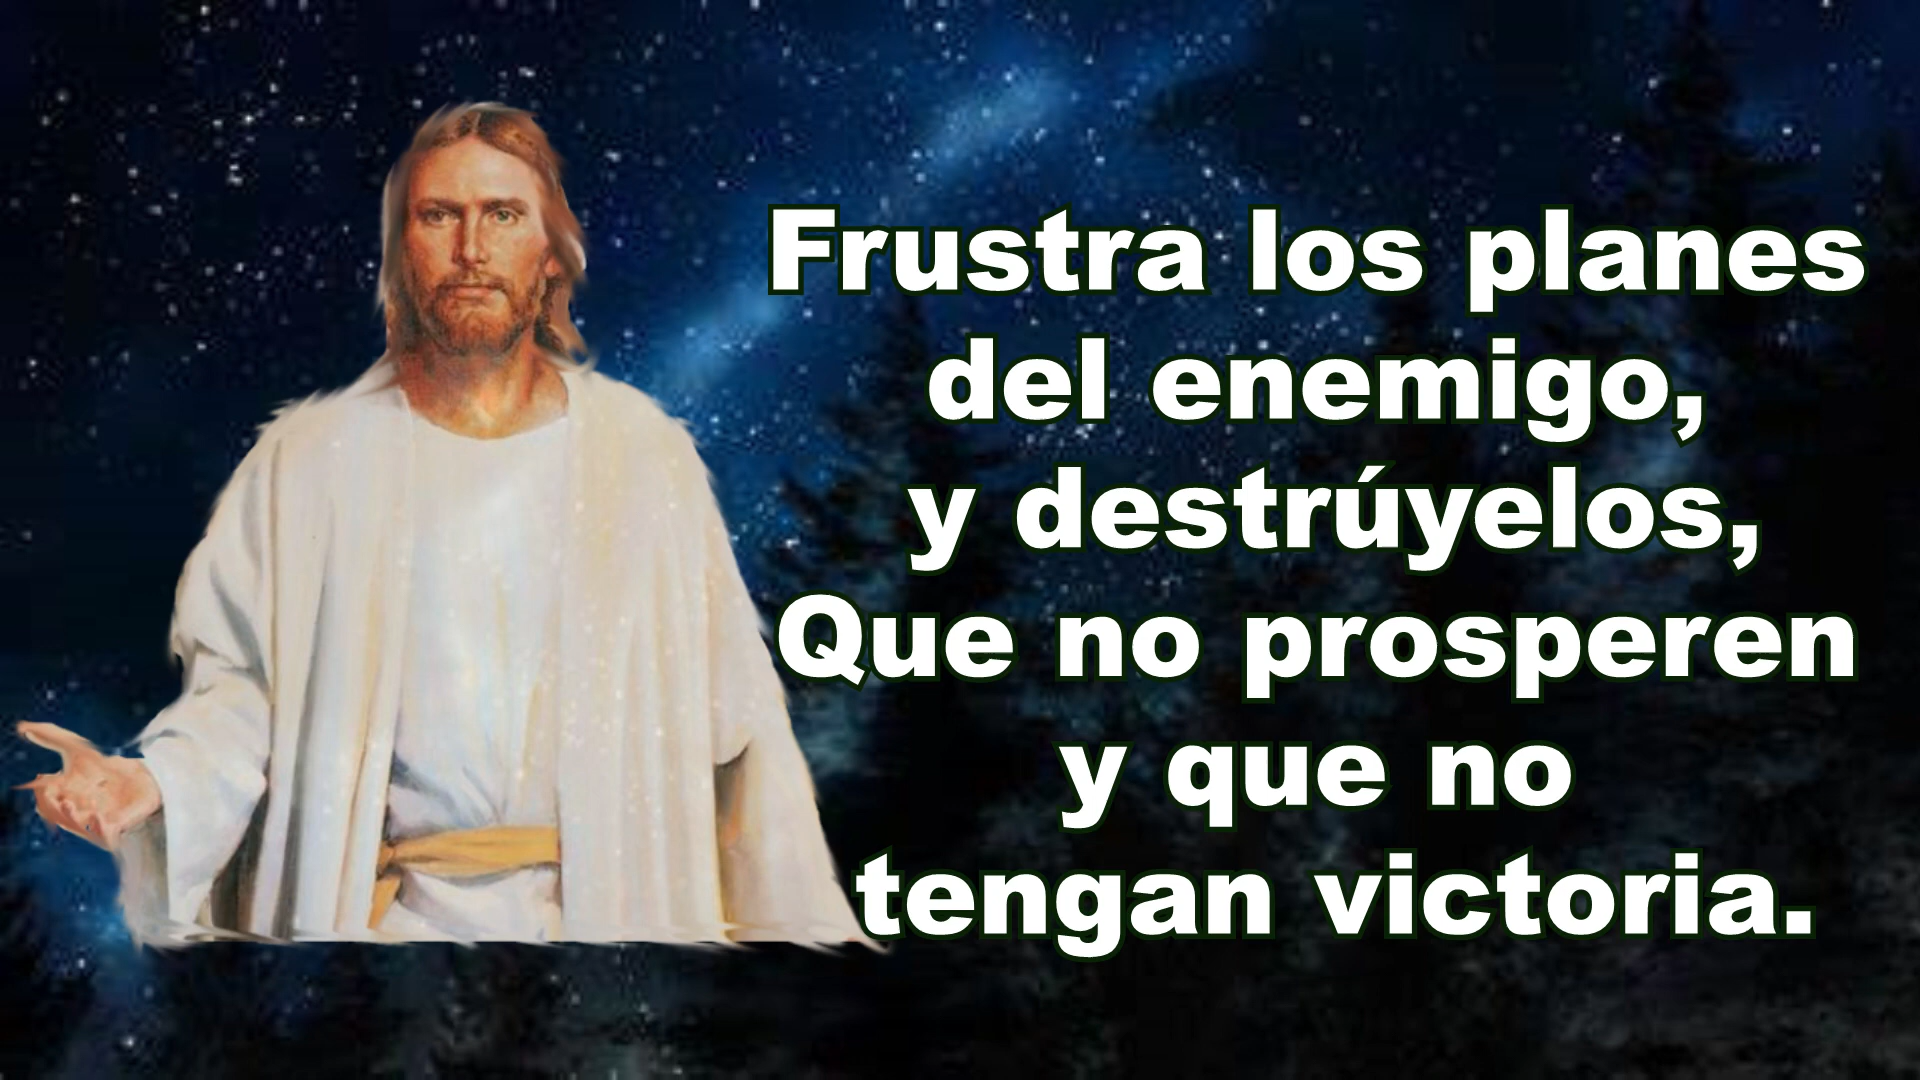 Frustra los planes
del enemigo,
y destrúyelos,
Que no prosperen
y que no
tengan victoria.